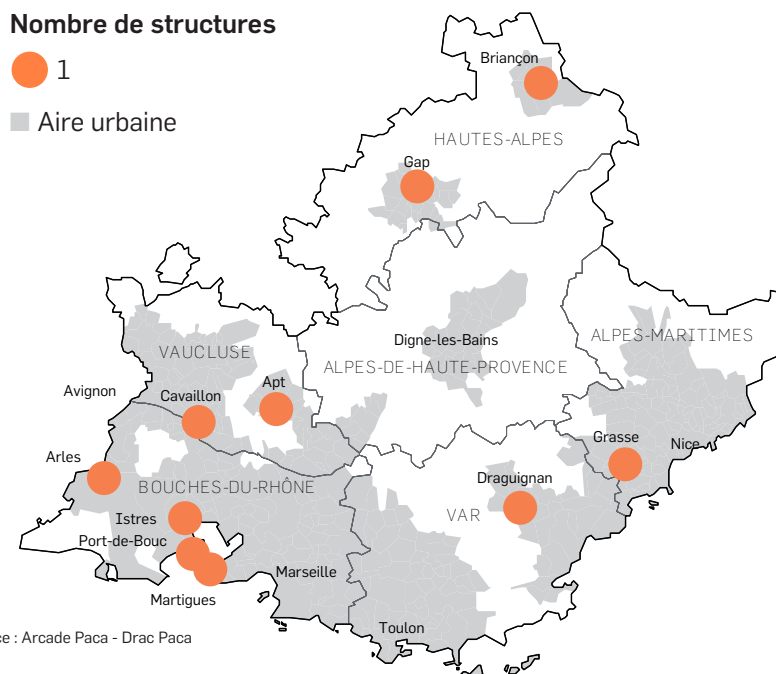 Nombre de structures
1
Aire urbaine
Briançon
HAUTES-ALPES
Gap
ALPES-MARITIMES
Digne-les-Bains
VAUCLUSE
ALPES-DE-HAUTE-PROVENCE
Avignon
Cavaillon
Apt
Arles
Grasse
Nice
BOUCHES-DU-RHÔNE
Draguignan
VAR
Istres
Port-de-Bouc
Marseille
Martigues
Toulon
ce : Arcade Paca - Drac Paca